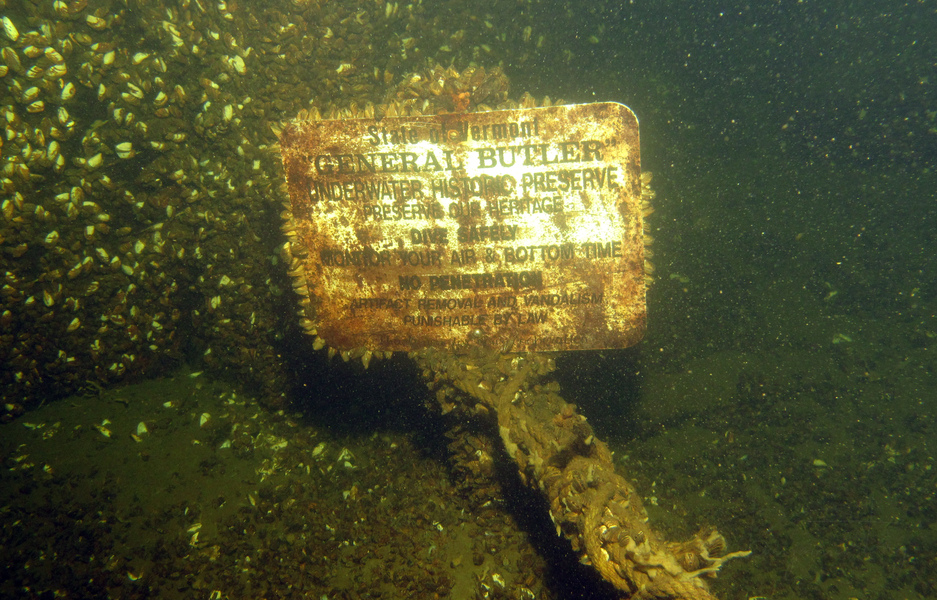 State of Vermont
"GENERAL BUTLER"
UNDERWATER HISTORIC PRESERVE
PRESERVE OUR HERITAGE
DIVE SAFELY
MONITOR YOUR AIR & BOTTOM TIME
NO PENETRATION
ARTIFACT REMOVAL AND VANDALISM
PUNISHABLE BY LAW